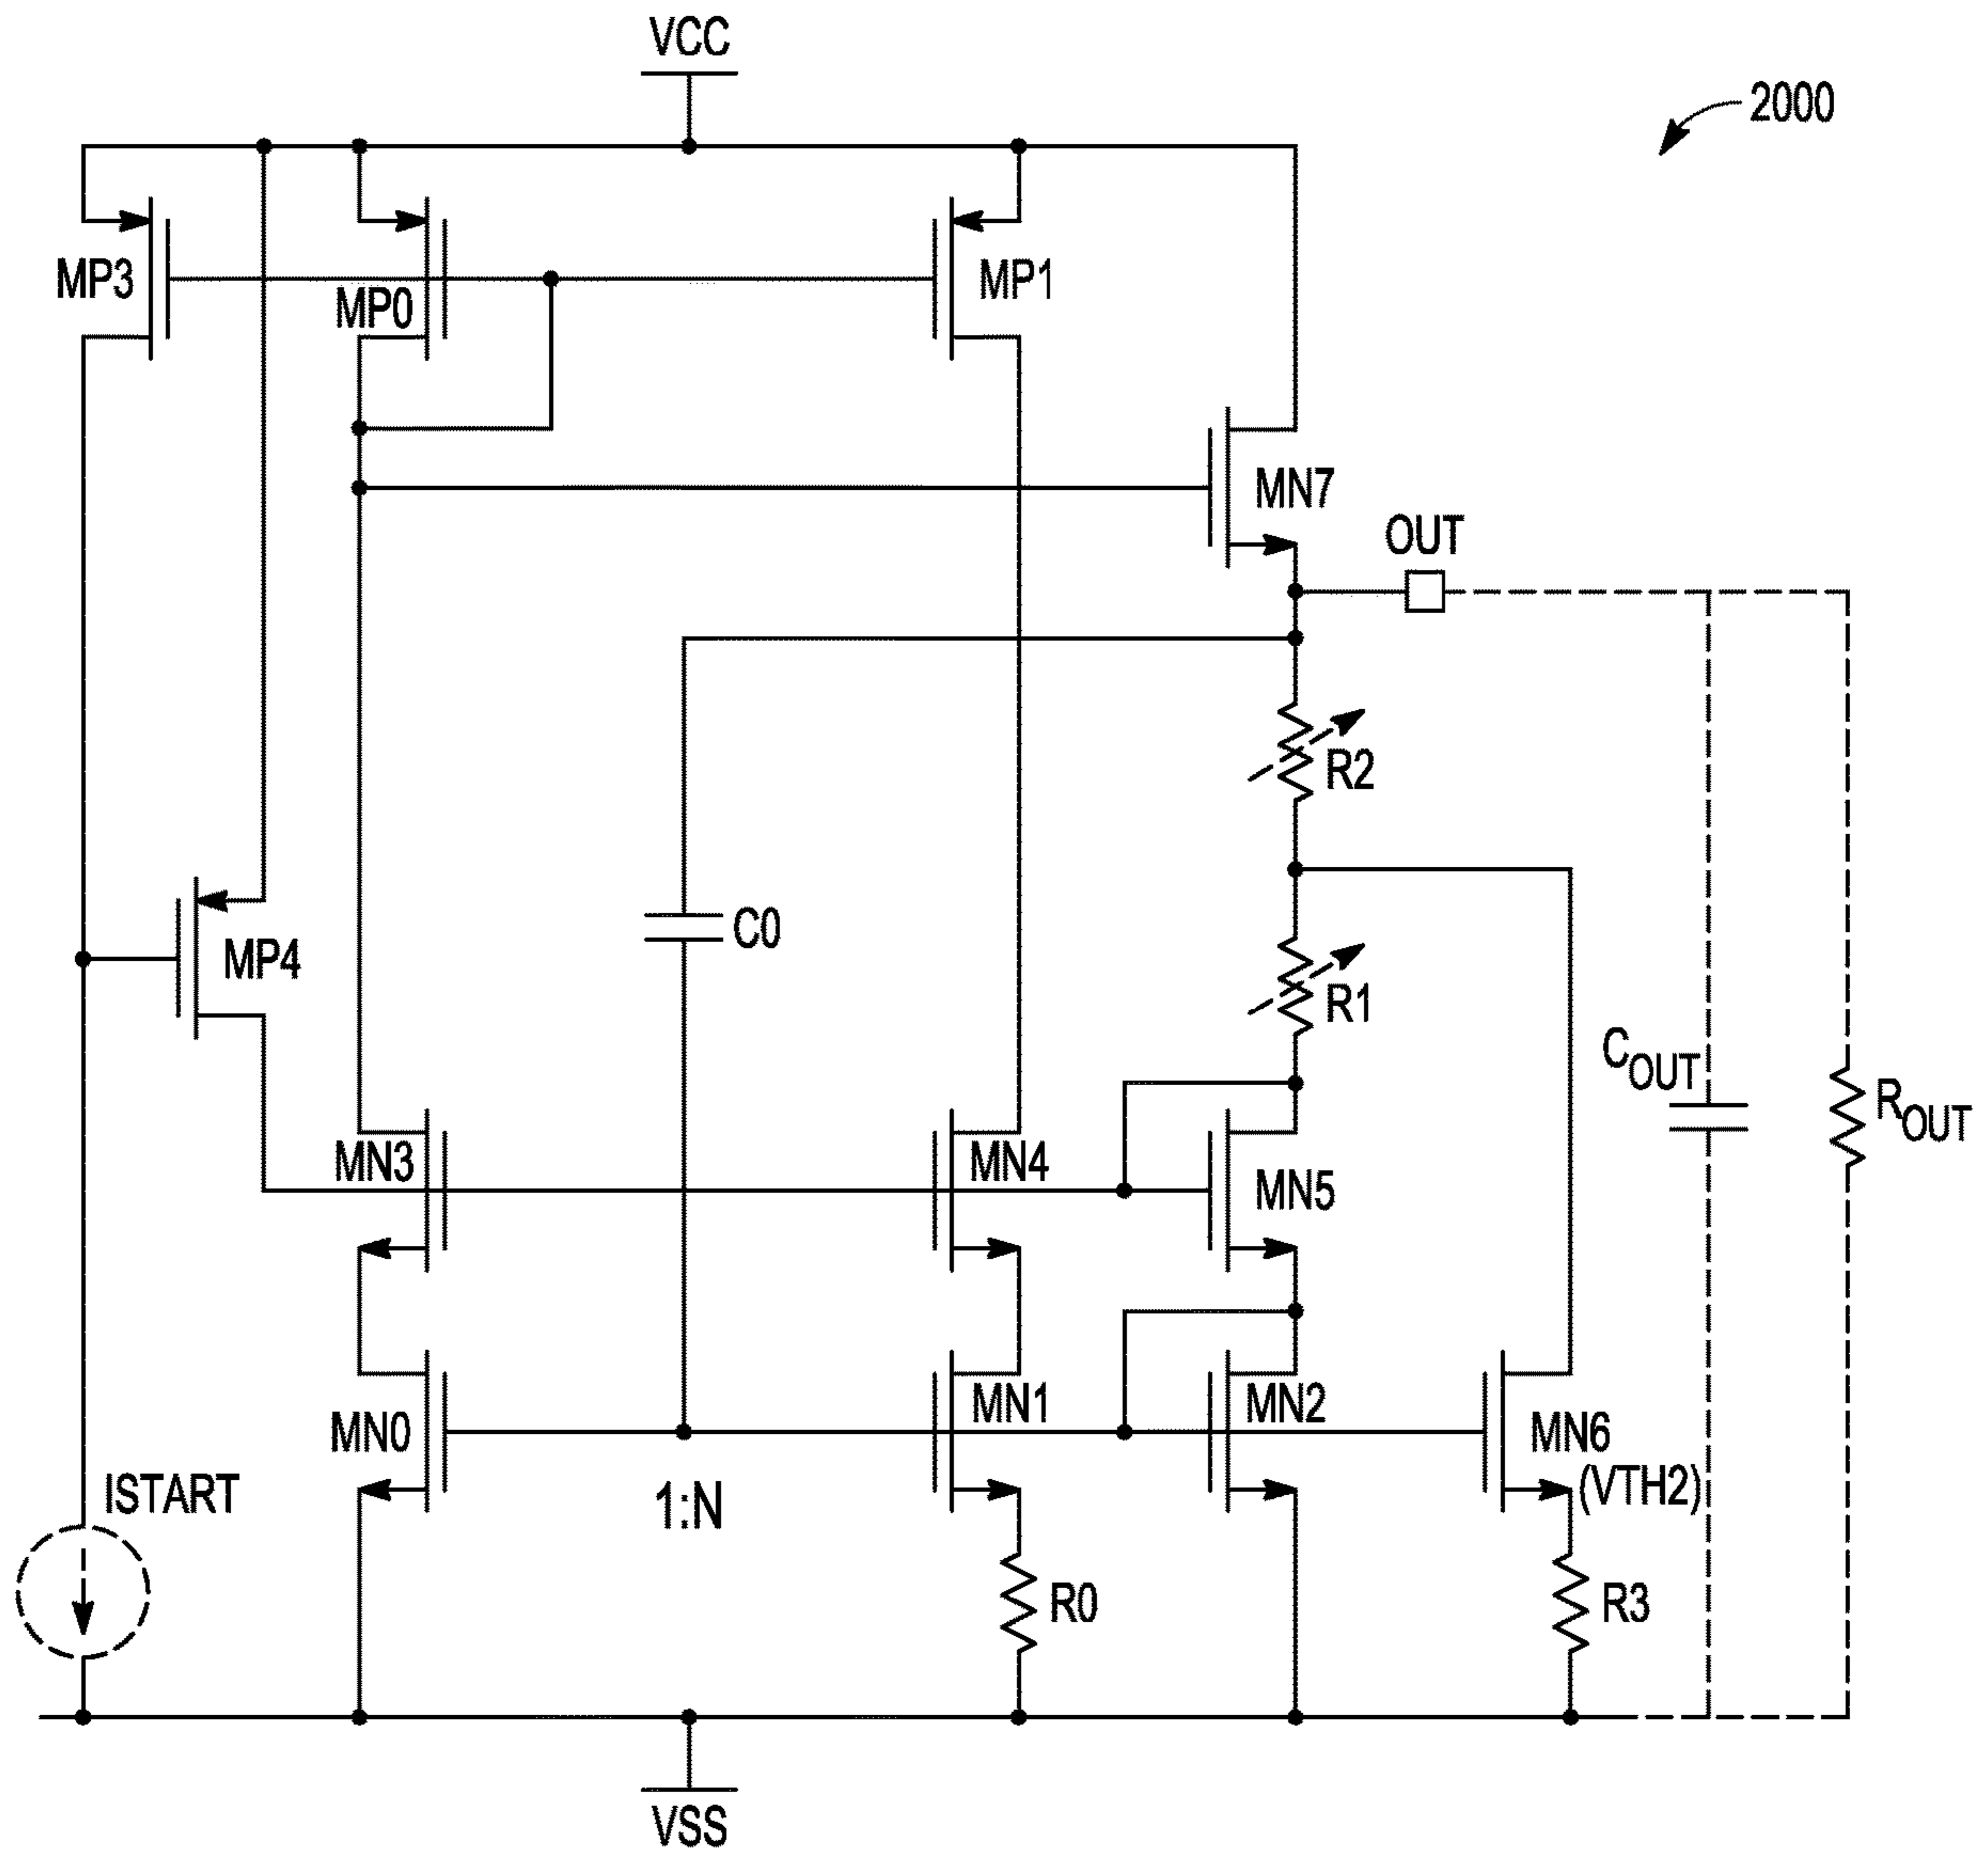 VCC
2000
MP3
MP0
MP1
MN7
OUT
R2
C0
MP4
R1
COUT
ROUT
MN3
MN4
MN5
MN0
MN1
MN2
MN6
(VTH2)
ISTART
1:N
R0
R3
VSS